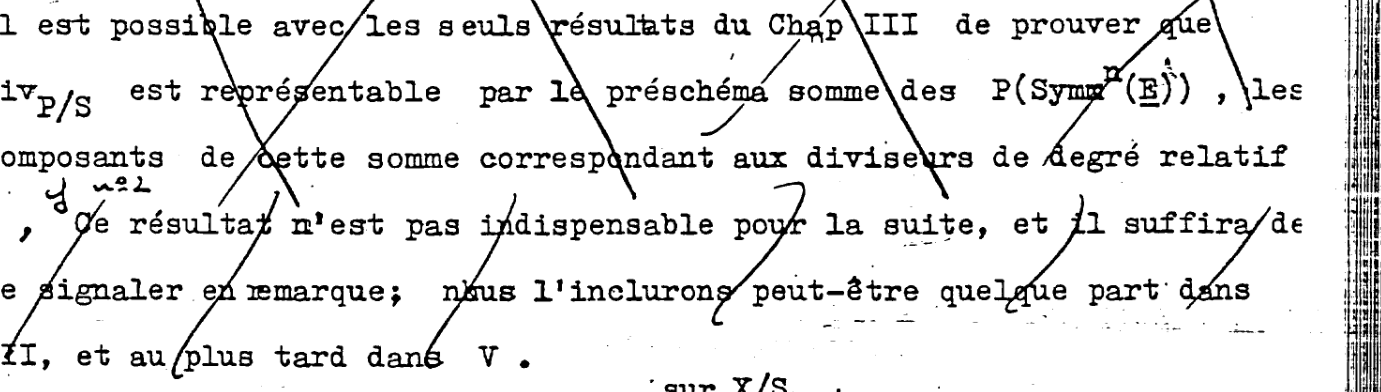 l est possible avec les seuls résultats du Chap III de prouver que
iv_P/S est représentable par le préschéma somme des P(Symm^n(E)) , les
omposants de cette somme correspondant aux diviseurs de degré relatif
nº2
, Ce résultat n'est pas indispensable pour la suite, et il suffira de
e signaler en remarque; nous l'inclurons peut-être quelque part dans
II, et au plus tard dans V .
sur X/S